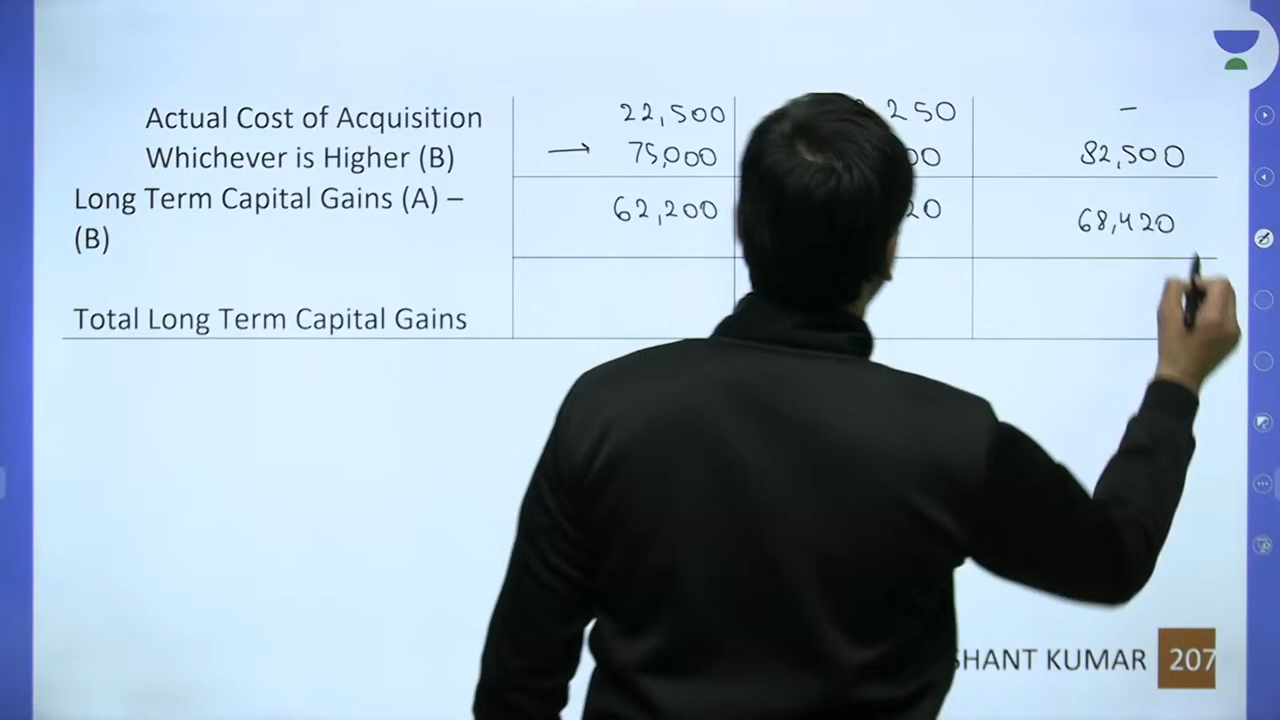 Actual Cost of Acquisition 22,500 250 –
Whichever is Higher (B) → 75,000 00 82,500
Long Term Capital Gains (A) – 62,200 20 68,420
(B)
Total Long Term Capital Gains
SHANT KUMAR 207